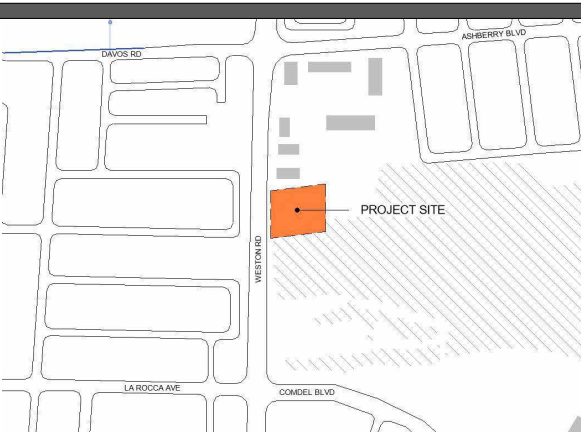 ASHBERRY BLVD
DAVOS RD
PROJECT SITE
WESTON RD
LA ROCCA AVE
COMDEL BLVD